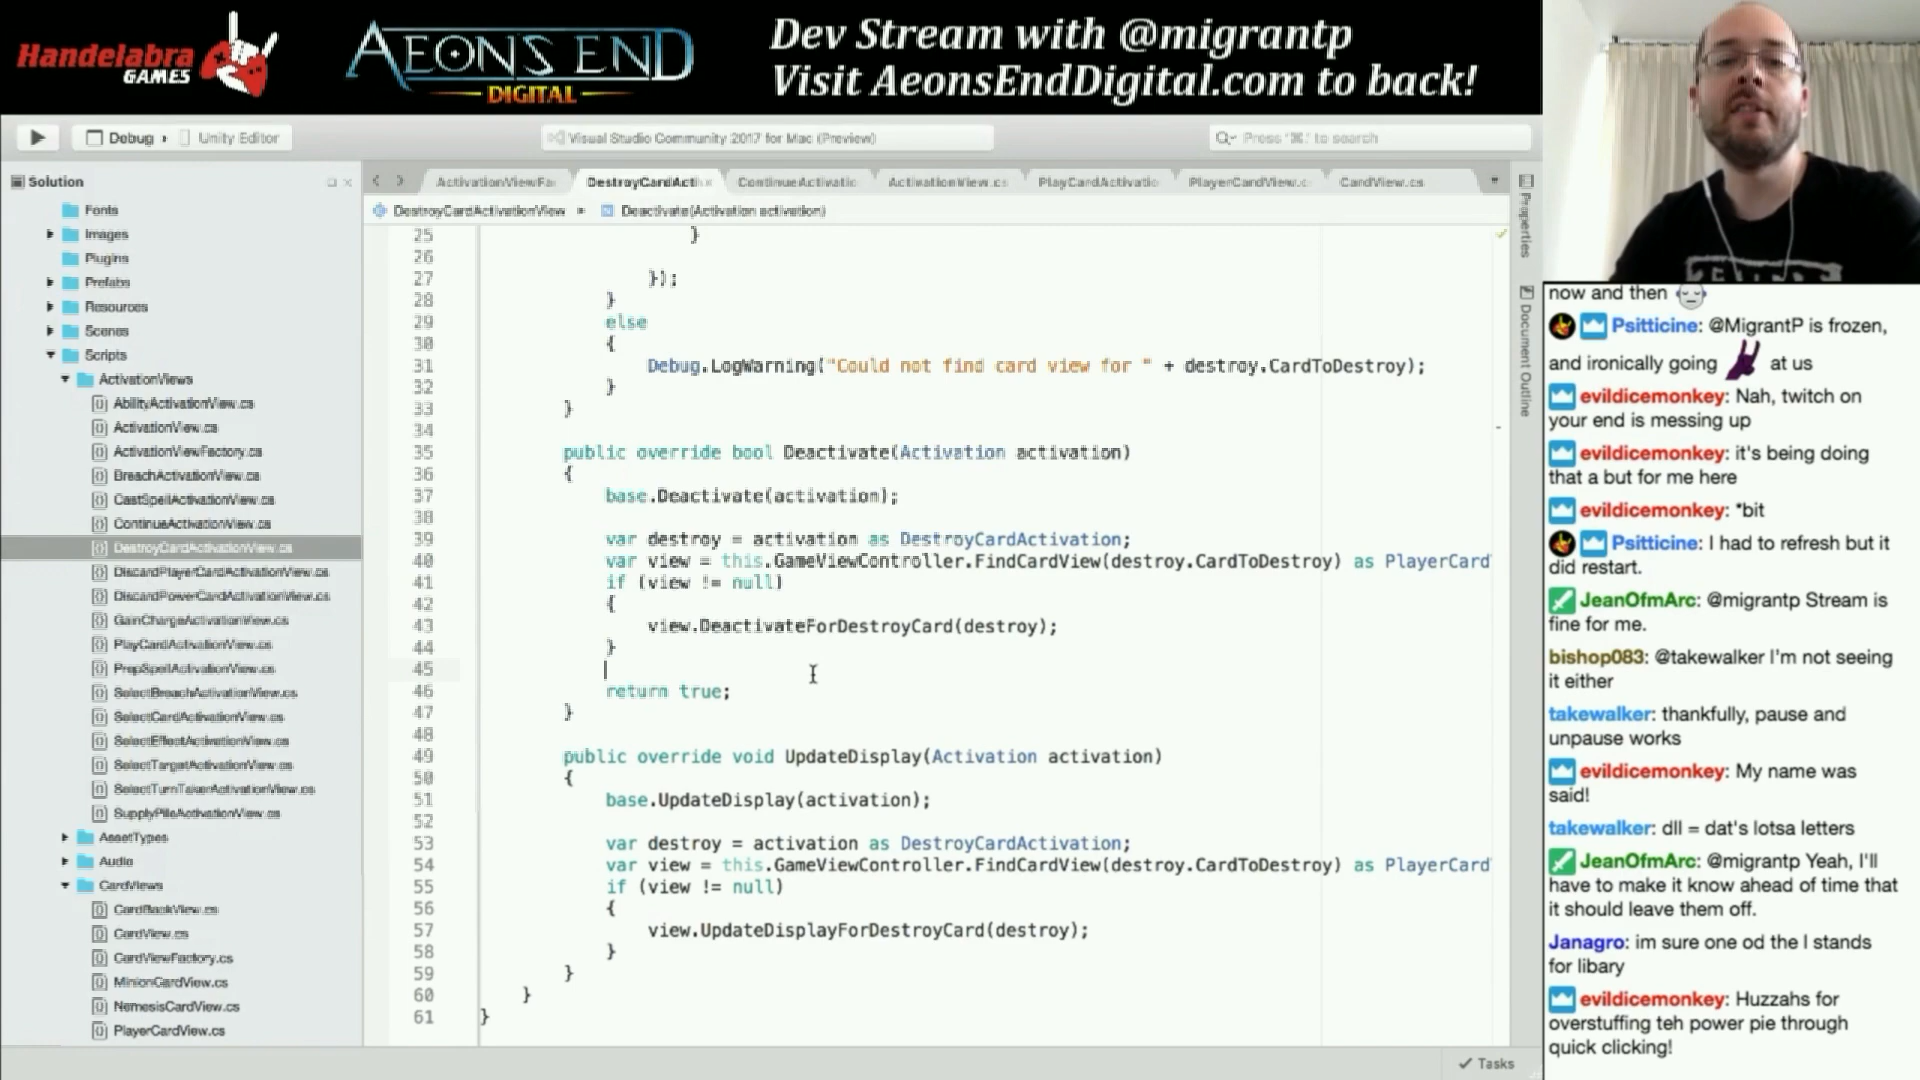 Handelabra
GAMES
AEONS END
DIGITAL
Dev Stream with @migrantp
Visit AeonsEndDigital.com to back!
Debug
Unity Editor
Visual Studio Community 2017 for Mac (Preview)
Press '⌘.' to search
Solution
Fonts
Images
Plugins
Prefabs
Resources
Scenes
Scripts
ActivationViews
AbilityActivationView.cs
ActivationView.cs
ActivationViewFactory.cs
BreachActivationView.cs
CastSpellActivationView.cs
ContinueActivationView.cs
DestroyCardActivationView.cs
DiscardPlayerCardActivationView.cs
DiscardPowerCardActivationView.cs
GainChargeActivationView.cs
PlayCardActivationView.cs
PrepSpellActivationView.cs
SelectBreachActivationView.cs
SelectCardActivationView.cs
SelectEffectActivationView.cs
SelectTargetActivationView.cs
SelectTurnTakerActivationView.cs
SupplyPileActivationView.cs
AssetTypes
Audio
CardViews
CardBackView.cs
CardView.cs
CardViewFactory.cs
MinionCardView.cs
NemesisCardView.cs
PlayerCardView.cs
ActivationViewFac
DestroyCardActiv
ContinueActivatio
ActivationView.cs
PlayCardActivatio
PlayerCardView.c
CardView.cs
DestroyCardActivationView
Deactivate(Activation activation)
25 }
26
27 });
28 }
29 else
30 {
31 Debug.LogWarning("Could not find card view for " + destroy.CardToDestroy);
32 }
33 }
34
35 public override bool Deactivate(Activation activation)
36 {
37 base.Deactivate(activation);
38
39 var destroy = activation as DestroyCardActivation;
40 var view = this.GameViewController.FindCardView(destroy.CardToDestroy) as PlayerCard
41 if (view != null)
42 {
43 view.DeactivateForDestroyCard(destroy);
44 }
45
46 return true;
47 }
48
49 public override void UpdateDisplay(Activation activation)
50 {
51 base.UpdateDisplay(activation);
52
53 var destroy = activation as DestroyCardActivation;
54 var view = this.GameViewController.FindCardView(destroy.CardToDestroy) as PlayerCard
55 if (view != null)
56 {
57 view.UpdateDisplayForDestroyCard(destroy);
58 }
59 }
60 }
61 }
Properties
Document Outline
Tasks
now and then
Psitticine: @MigrantP is frozen,
and ironically going at us
evildicemonkey: Nah, twitch on
your end is messing up
evildicemonkey: it's being doing
that a but for me here
evildicemonkey: *bit
Psitticine: I had to refresh but it
did restart.
JeanOfmArc: @migrantp Stream is
fine for me.
bishop083: @takewalker I'm not seeing
it either
takewalker: thankfully, pause and
unpause works
evildicemonkey: My name was
said!
takewalker: dll = dat's lotsa letters
JeanOfmArc: @migrantp Yeah, I'll
have to make it know ahead of time that
it should leave them off.
Janagro: im sure one od the l stands
for libary
evildicemonkey: Huzzahs for
overstuffing teh power pie through
quick clicking!